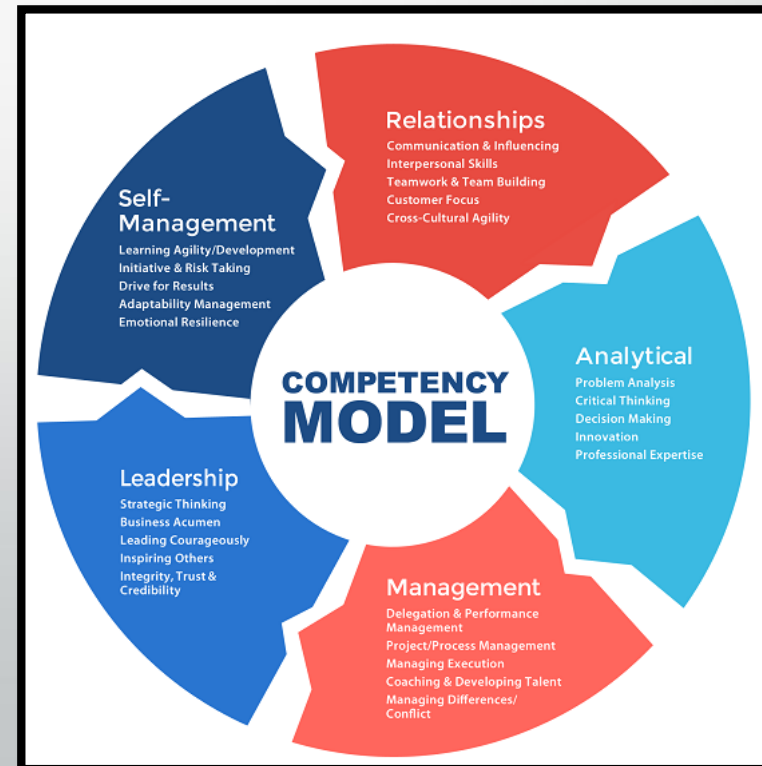 Relationships
Communication & Influencing
Interpersonal Skills
Teamwork & Team Building
Customer Focus
Cross-Cultural Agility
Self-
Management
Learning Agility/Development
Initiative & Risk Taking
Drive for Results
Adaptability Management
Emotional Resilience
Analytical
Problem Analysis
Critical Thinking
Decision Making
Innovation
Professional Expertise
COMPETENCY
MODEL
Leadership
Strategic Thinking
Business Acumen
Leading Courageously
Inspiring Others
Integrity, Trust &
Credibility
Management
Delegation & Performance
Management
Project/Process Management
Managing Execution
Coaching & Developing Talent
Managing Differences/
Conflict